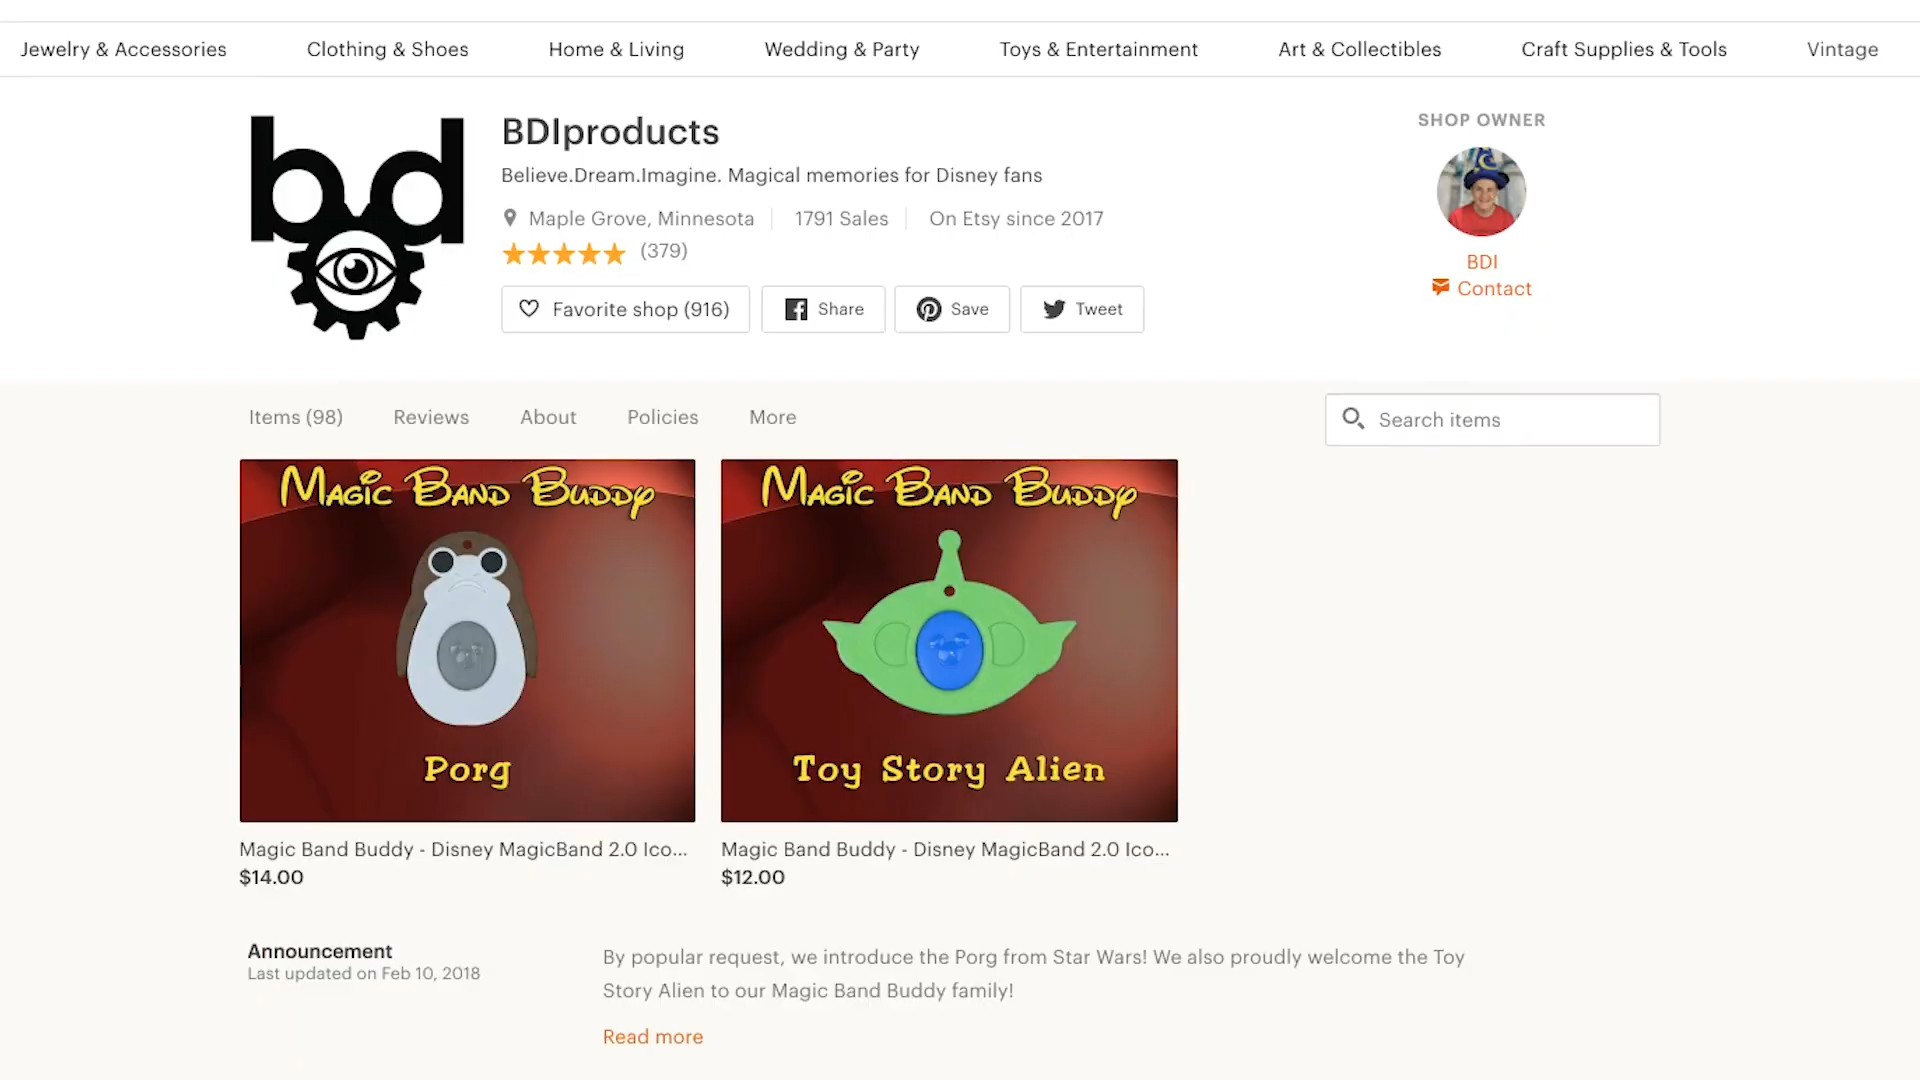 Jewelry & Accessories Clothing & Shoes Home & Living Wedding & Party Toys & Entertainment Art & Collectibles Craft Supplies & Tools Vintage
bd
BDIproducts
Believe.Dream.Imagine. Magical memories for Disney fans
Maple Grove, Minnesota 1791 Sales On Etsy since 2017
(379)
Favorite shop (916) Share Save Tweet
SHOP OWNER
BDI
Contact
Items (98) Reviews About Policies More
Search items
Magic Band Buddy
Porg
Magic Band Buddy - Disney MagicBand 2.0 Ico...
$14.00
Magic Band Buddy
Toy Story Alien
Magic Band Buddy - Disney MagicBand 2.0 Ico...
$12.00
Announcement
Last updated on Feb 10, 2018
By popular request, we introduce the Porg from Star Wars! We also proudly welcome the Toy
Story Alien to our Magic Band Buddy family!
Read more